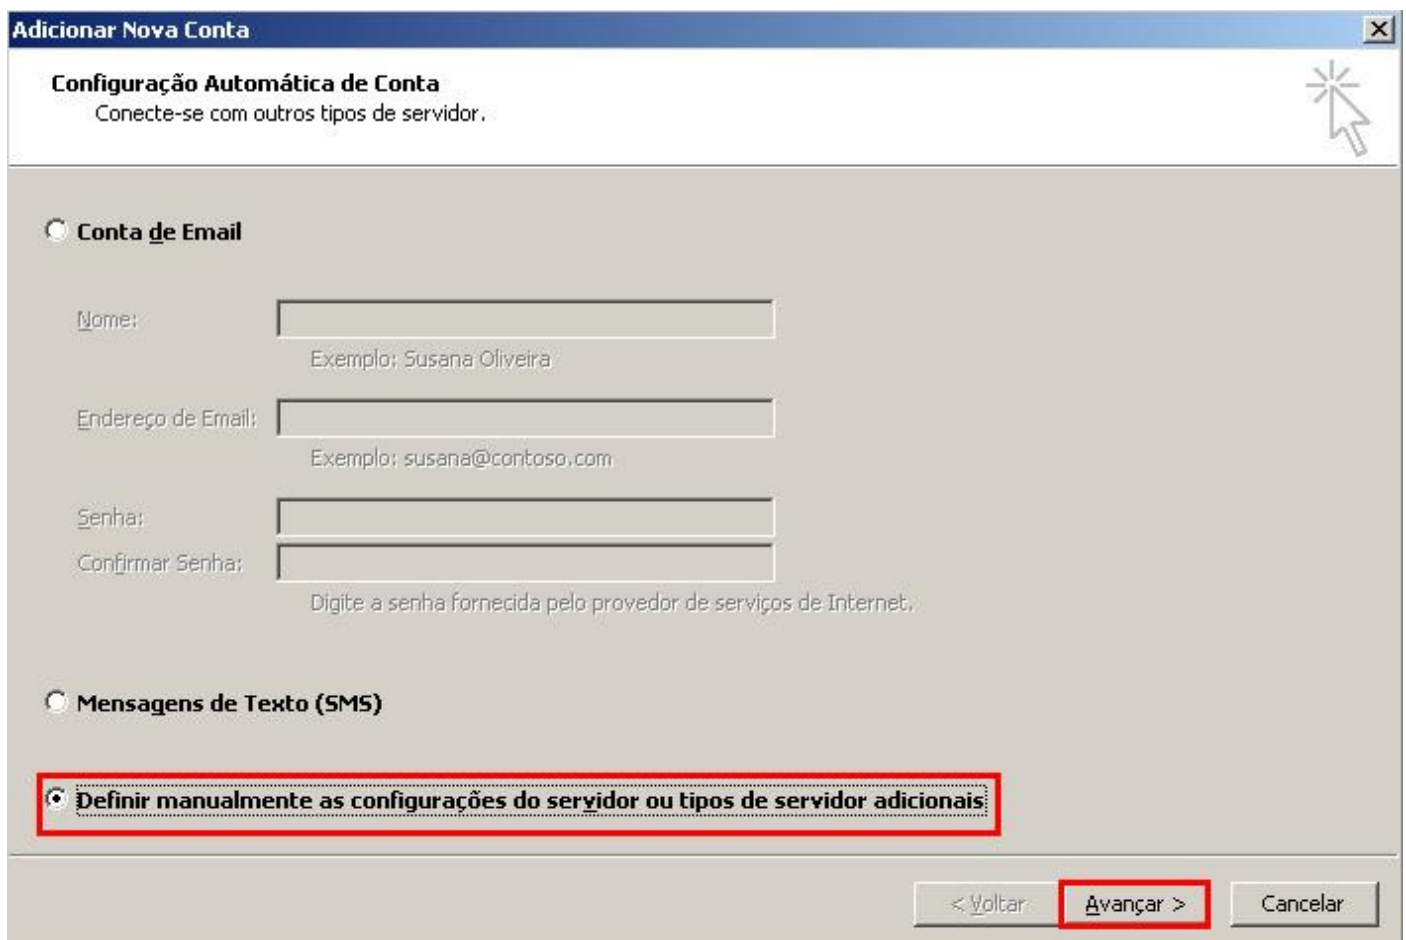 Adicionar Nova Conta
Configuração Automática de Conta
Conecte-se com outros tipos de servidor.
Conta de Email
Nome:
Exemplo: Susana Oliveira
Endereço de Email:
Exemplo: susana@contoso.com
Senha:
Confirmar Senha:
Digite a senha fornecida pelo provedor de serviços de Internet.
Mensagens de Texto (SMS)
Definir manualmente as configurações do servidor ou tipos de servidor adicionais
< Voltar Avançar > Cancelar